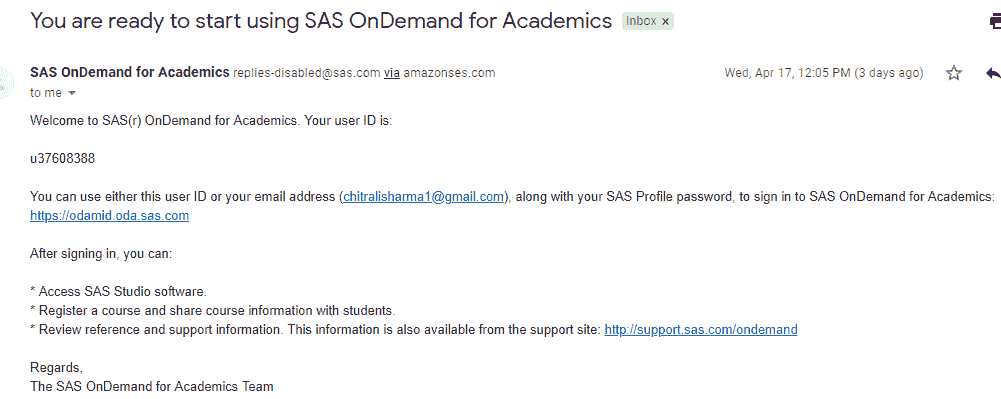 You are ready to start using SAS OnDemand for Academics Inbox x
SAS OnDemand for Academics replies-disabled@sas.com via amazonses.com Wed, Apr 17, 12:05 PM (3 days ago)
to me
Welcome to SAS(r) OnDemand for Academics. Your user ID is:
u37608388
You can use either this user ID or your email address (chitralisharma1@gmail.com), along with your SAS Profile password, to sign in to SAS OnDemand for Academics:
https://odamid.oda.sas.com
After signing in, you can:
* Access SAS Studio software.
* Register a course and share course information with students.
* Review reference and support information. This information is also available from the support site: http://support.sas.com/ondemand
Regards,
The SAS OnDemand for Academics Team